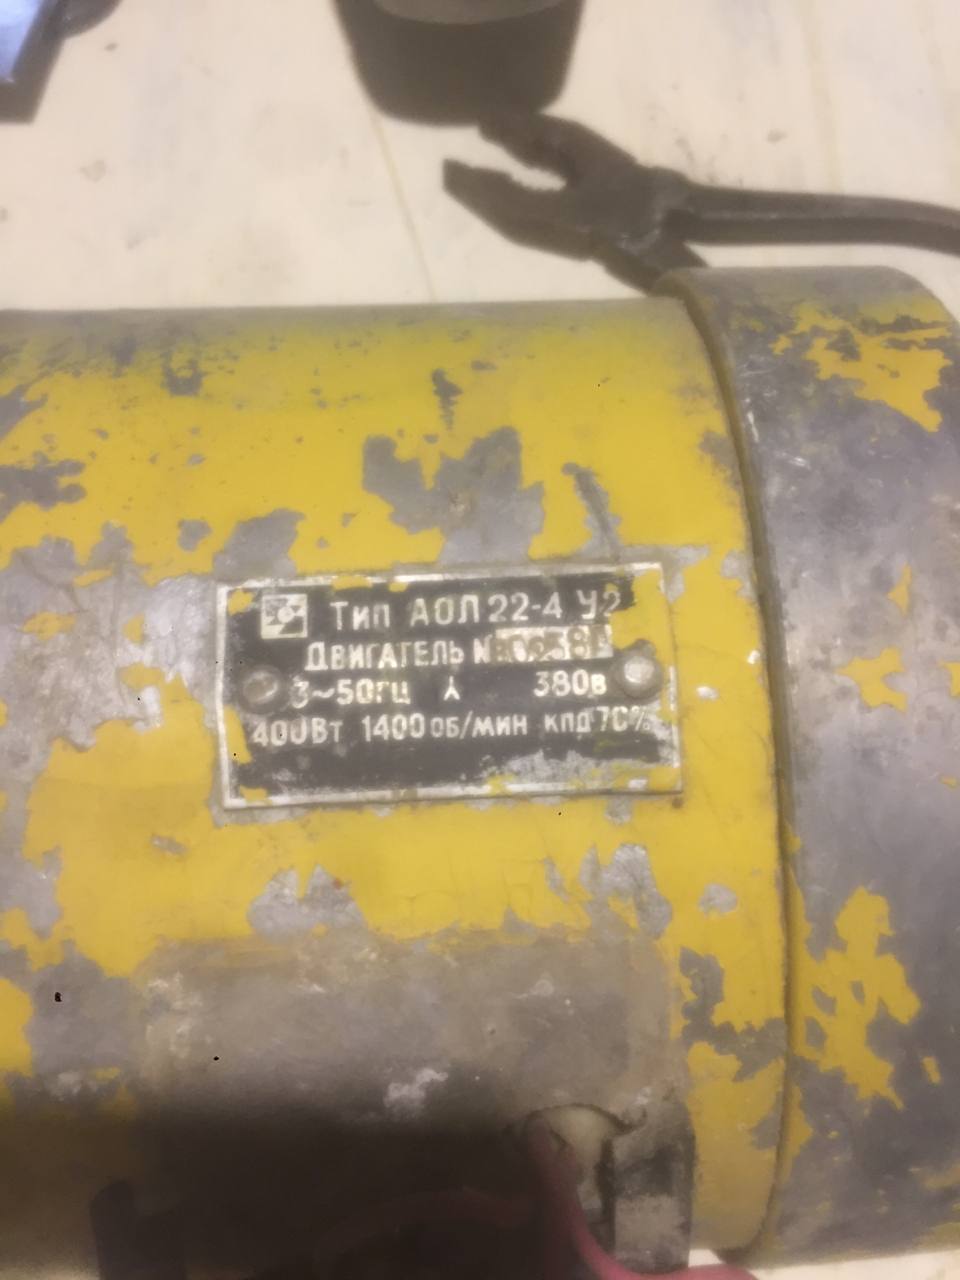 Тип АОЛ 22-4 У2
Двигатель №
3~50гц 380в
400Вт 1400 об/мин кпд 70%